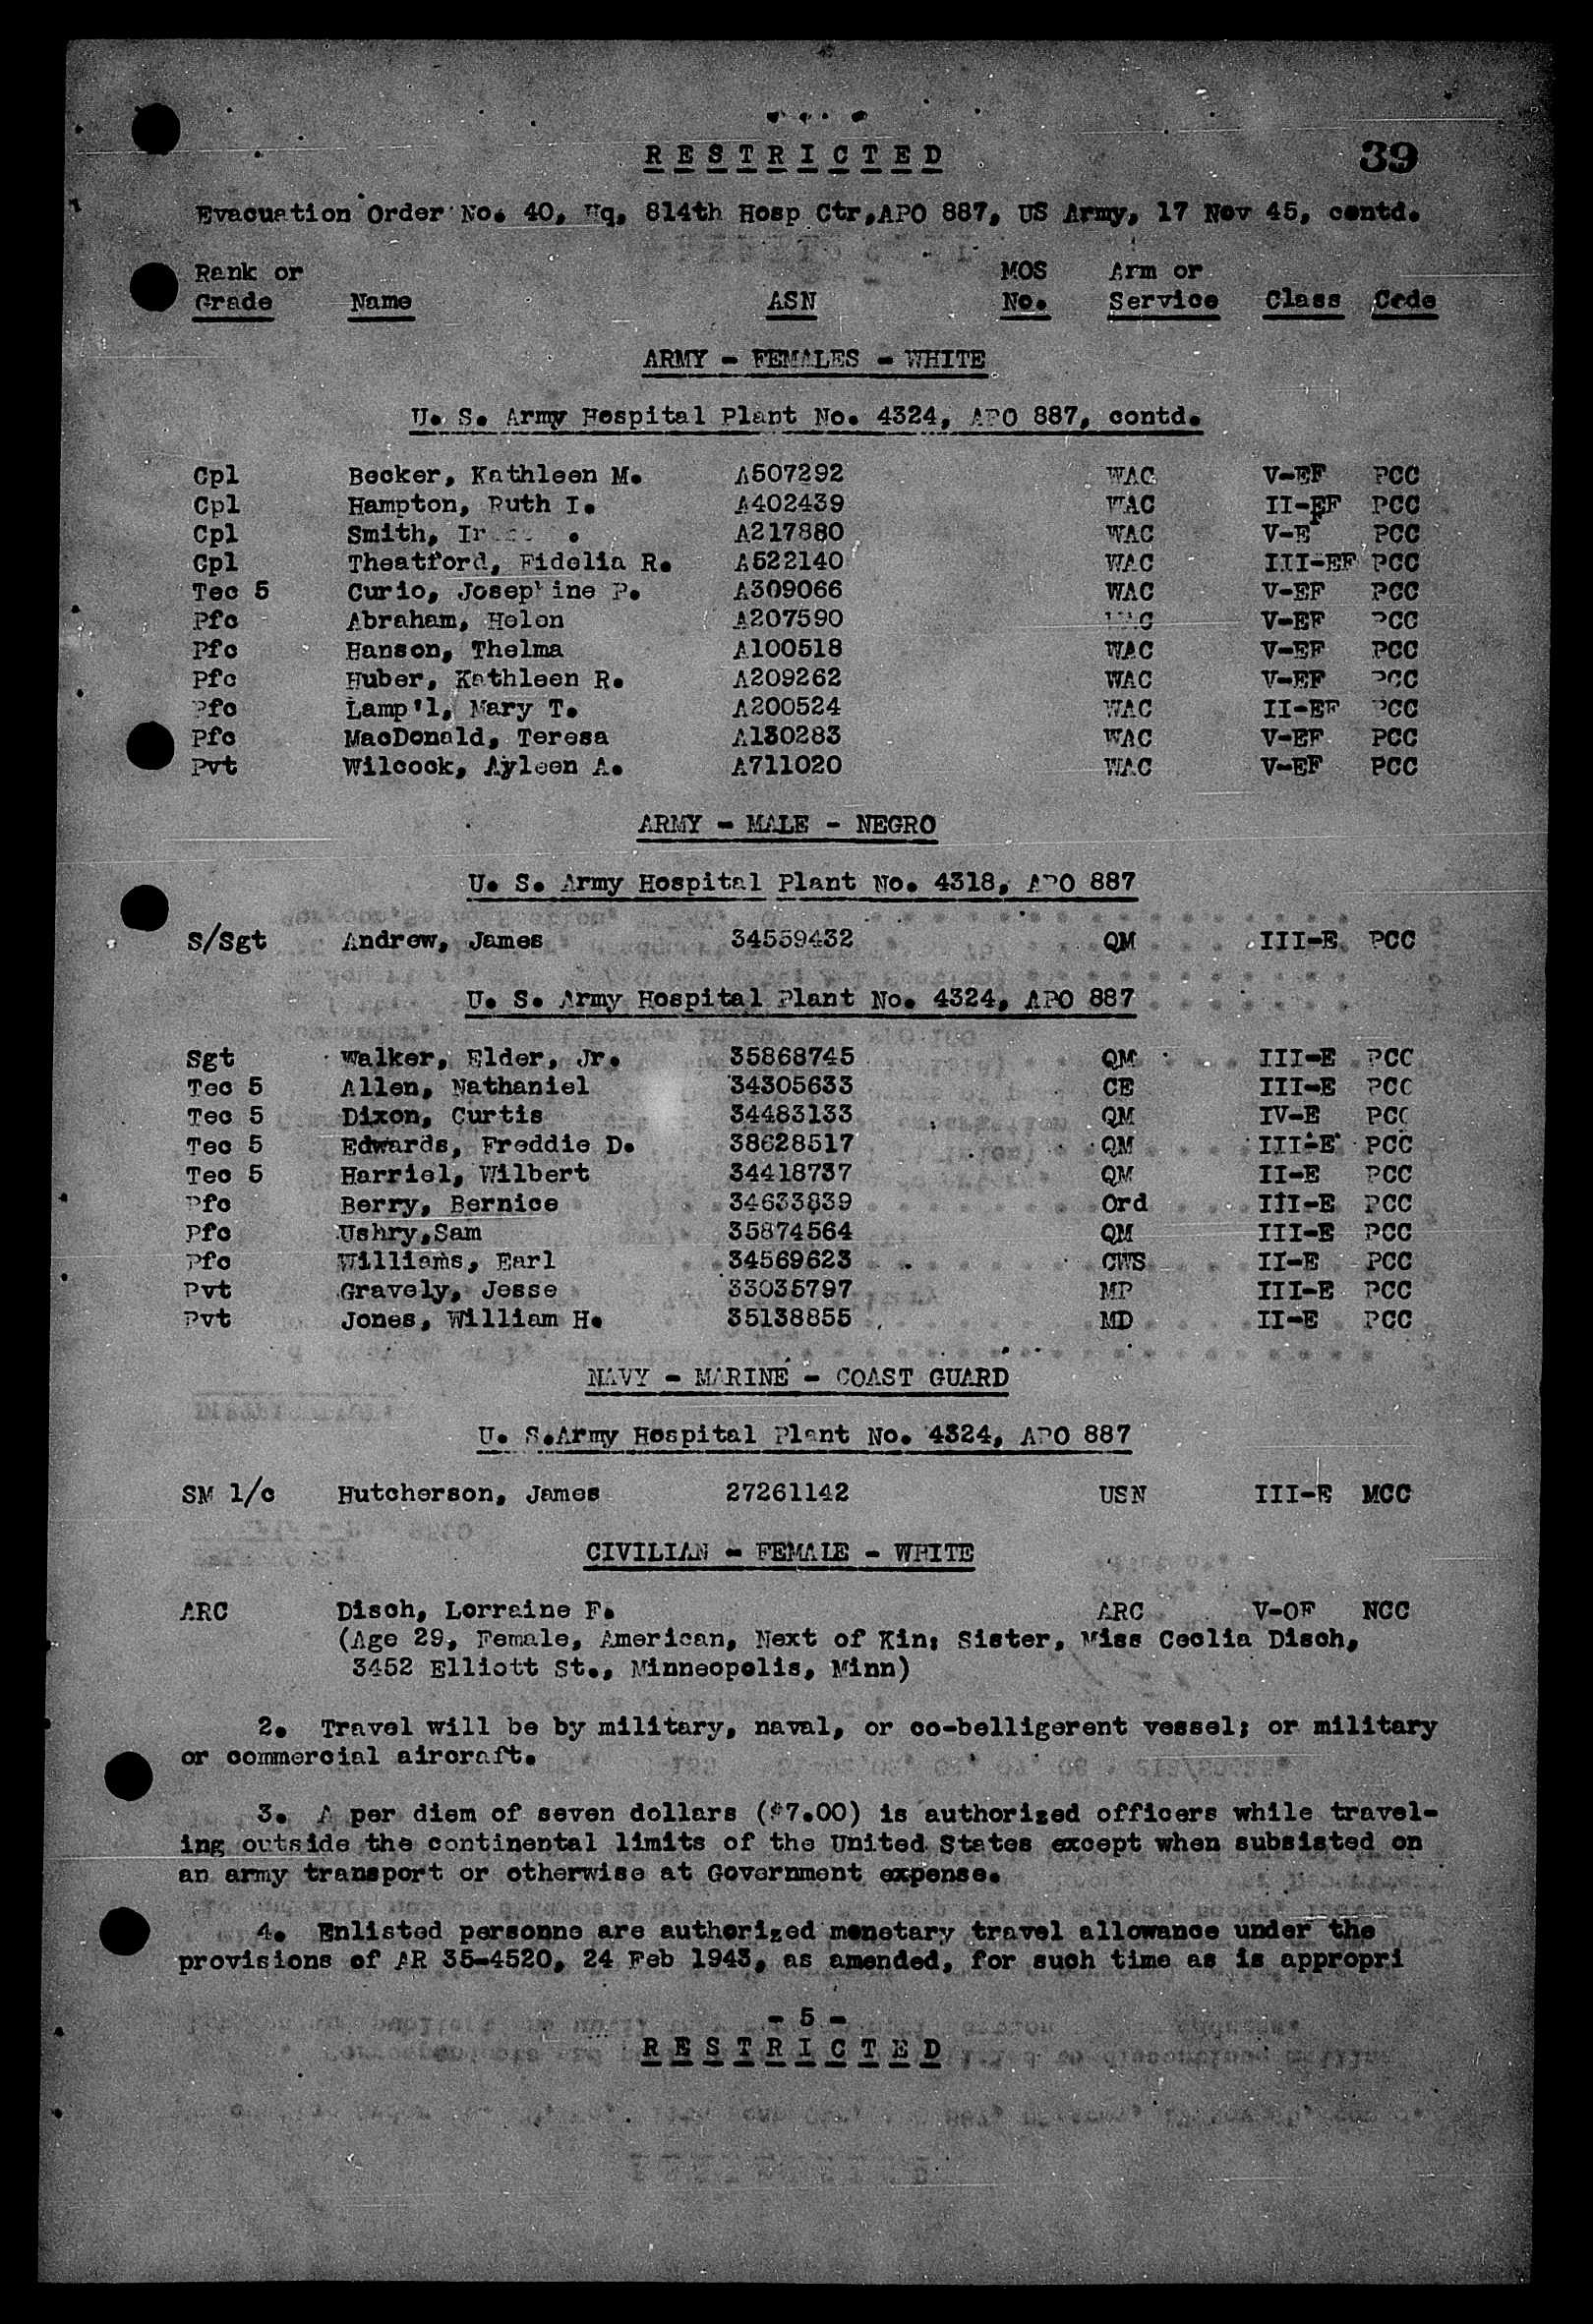 R E S T R I C T E D
39
Evacuation Order No. 40, Hq, 814th Hosp Ctr,APO 887, US Army, 17 Nov 45, contd.
Rank or MOS Arm or
Grade Name ASN No. Service Class Code
ARMY - FEMALES - WHITE
U. S. Army Hospital Plant No. 4324, APO 887, contd.
Cpl Becker, Kathleen M. A507292 WAC V-EF PCC
Cpl Hampton, Ruth I. A402439 WAC II-EF PCC
Cpl Smith, A217880 WAC V-EF PCC
Cpl Theatford, Fidelia R. A522140 WAC III-EF PCC
Tec 5 Curio, Josephine P. A309066 WAC V-EF PCC
Pfc Abraham, Helen A207590 WAC V-EF PCC
Pfc Hanson, Thelma A100518 WAC V-EF PCC
Pfc Huber, Kathleen R. A209262 WAC V-EF PCC
Pfc Lamp'l, Mary T. A200524 WAC II-EF PCC
Pfc MacDonald, Teresa A130283 WAC V-EF PCC
Pvt Wilcock, Ayleen A. A711020 WAC V-EF PCC
ARMY - MALE - NEGRO
U. S. Army Hospital Plant No. 4318, APO 887
S/Sgt Andrew, James 34559432 QM III-E PCC
U. S. Army Hospital Plant No. 4324, APO 887
Sgt Walker, Elder, Jr. 35868745 QM III-E PCC
Tec 5 Allen, Nathaniel 34305633 CE III-E PCC
Tec 5 Dixon, Curtis 34483133 QM IV-E PCC
Tec 5 Edwards, Freddie D. 38628517 QM III-E PCC
Tec 5 Harriel, Wilbert 34418737 QM II-E PCC
Pfc Berry, Bernice 34633839 Ord III-E PCC
Pfc Ushry,Sam 35874564 QM III-E PCC
Pfc Williams, Earl 34569623 CWS II-E PCC
Pvt Gravely, Jesse 33035797 MP III-E PCC
Pvt Jones, William H. 35138855 MD II-E PCC
NAVY - MARINE - COAST GUARD
U. S.Army Hospital Plant No. 4324, APO 887
SM 1/c Hutcherson, James 27261142 USN III-E MCC
CIVILIAN - FEMALE - WHITE
ARC Disch, Lorraine F. ARC V-OF NCC
(Age 29, Female, American, Next of Kin: Sister, Miss Ceclia Disch,
3452 Elliott St., Minneopolis, Minn)
2. Travel will be by military, naval, or co-belligerent vessel; or military
or commercial aircraft.
3. A per diem of seven dollars ($7.00) is authorized officers while travel-
ing outside the continental limits of the United States except when subsisted on
an army transport or otherwise at Government expense.
4. Enlisted personne are authorized monetary travel allowance under the
provisions of AR 35-4520, 24 Feb 1943, as amended, for such time as is appropri
- 5 -
R E S T R I C T E D